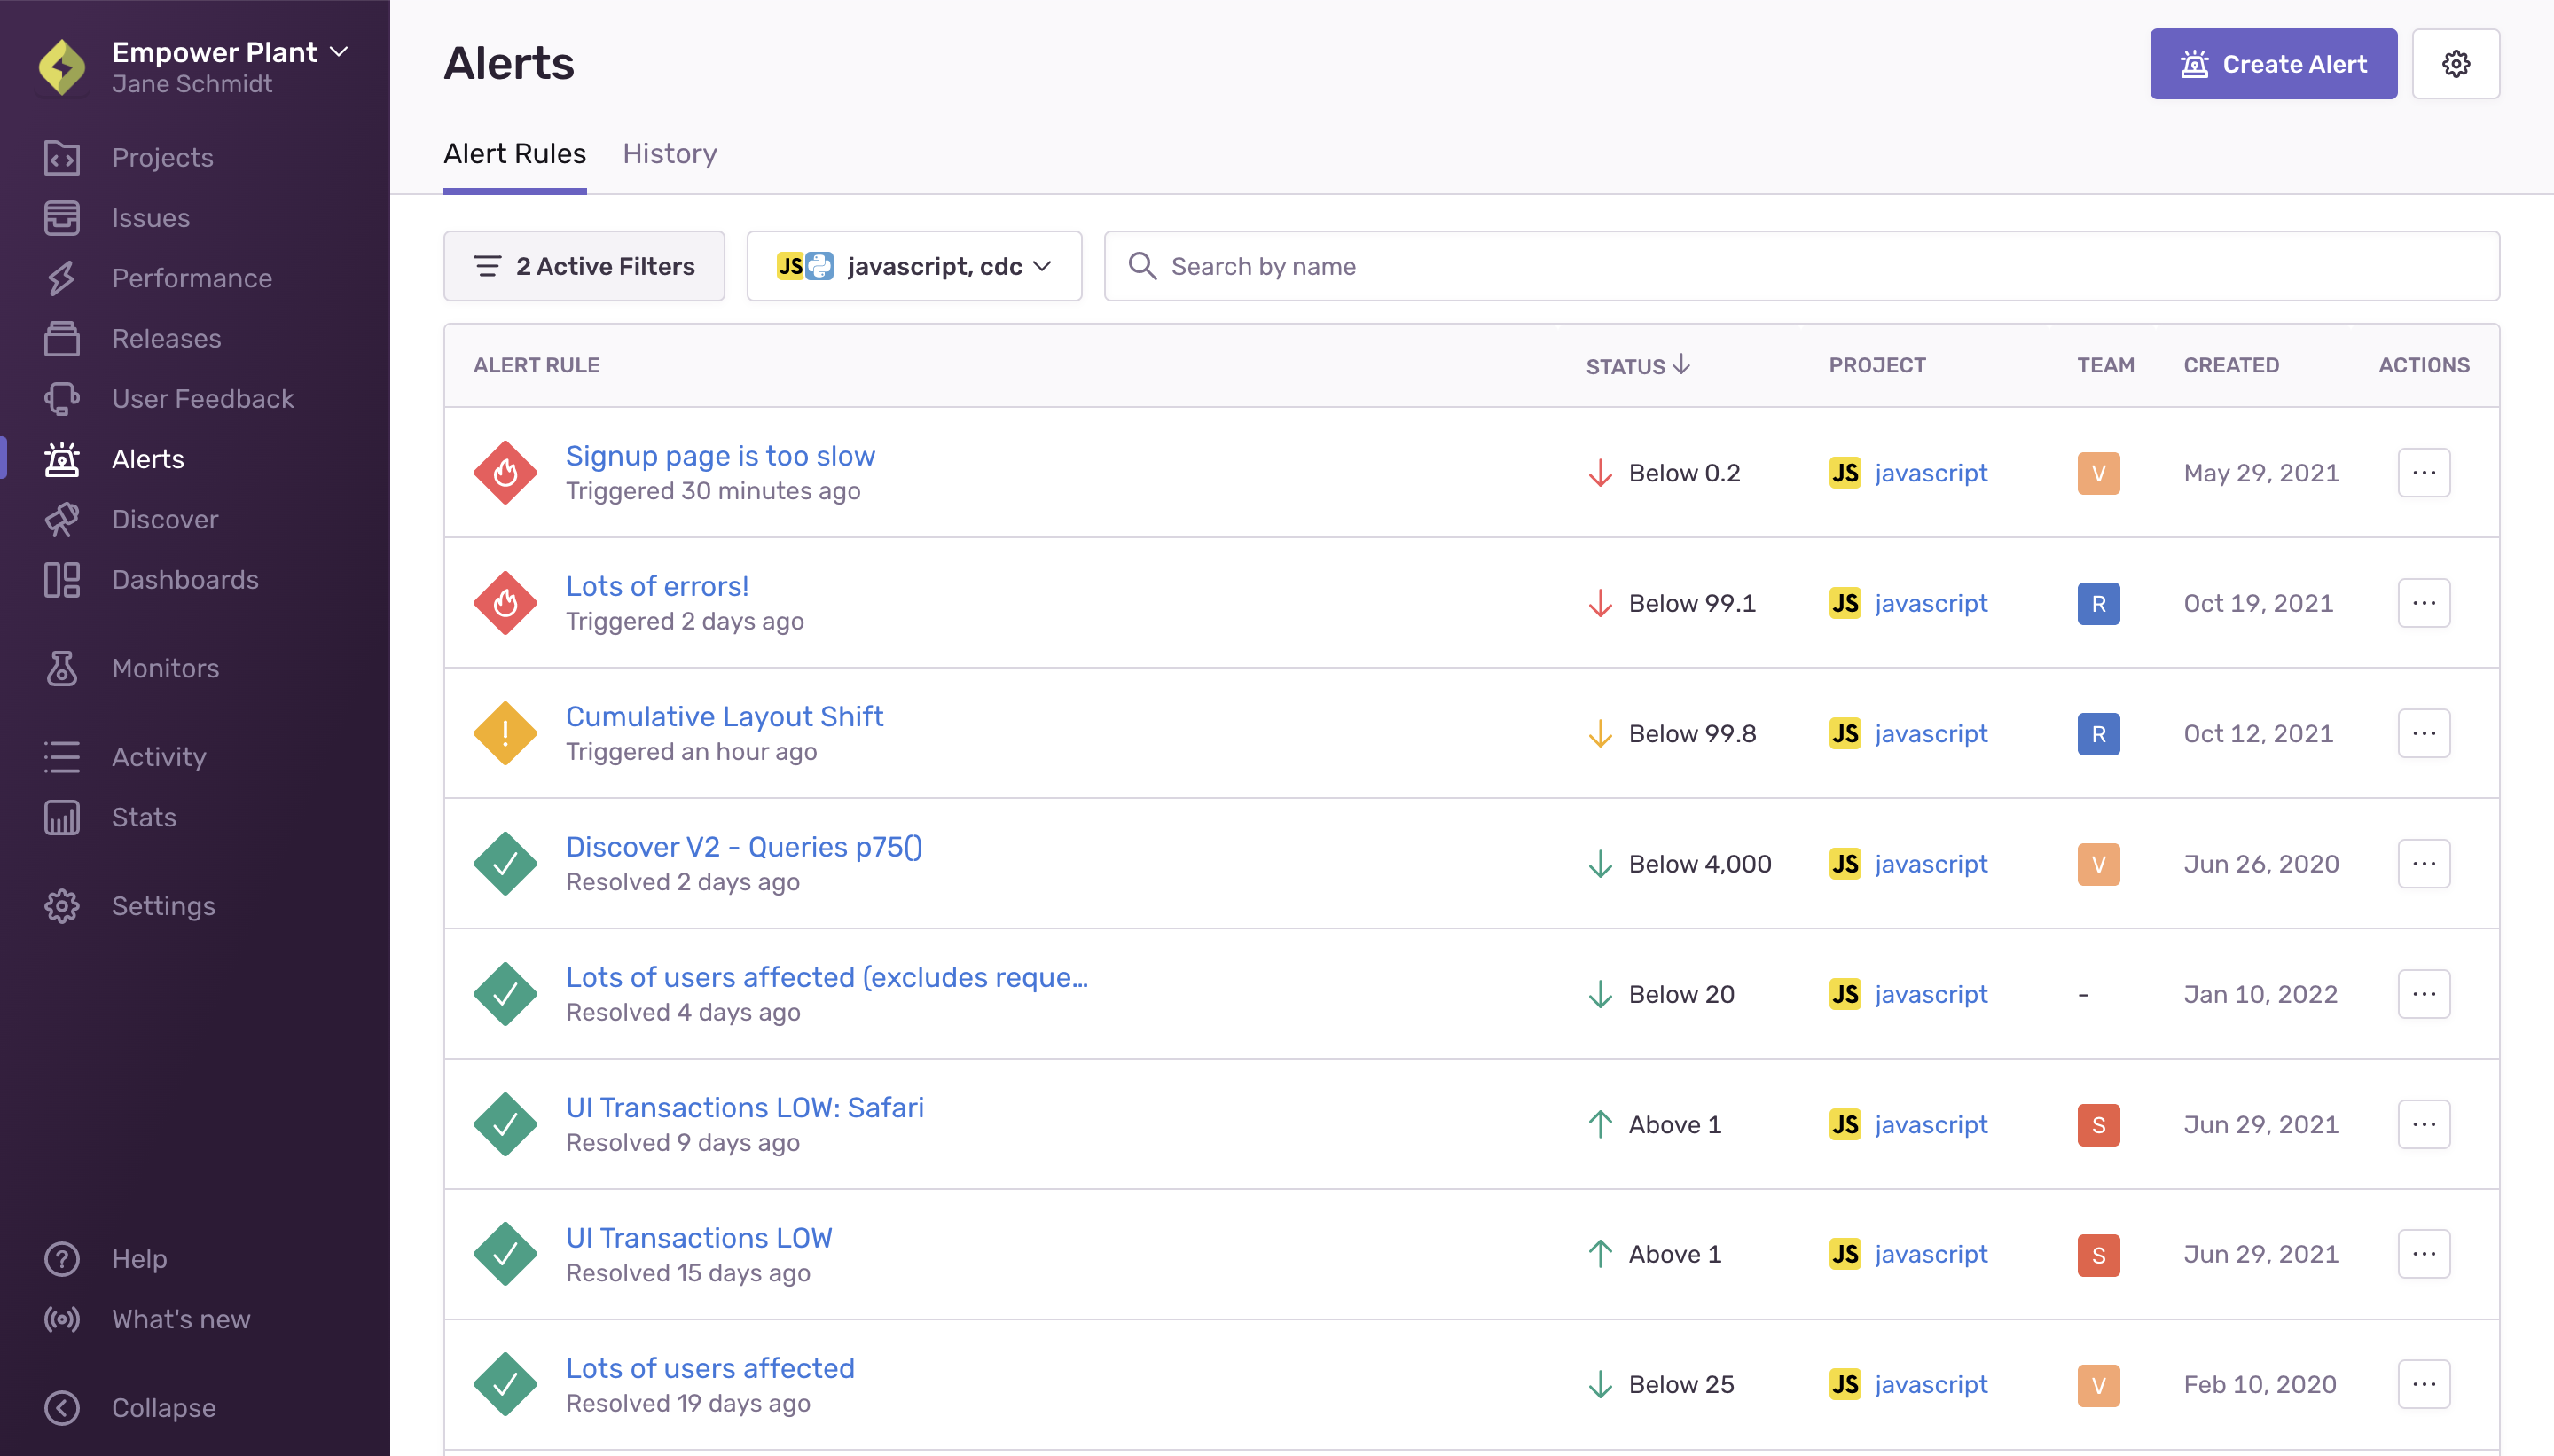 Empower Plant
Jane Schmidt
Projects
Issues
Performance
Releases
User Feedback
Alerts
Discover
Dashboards
Monitors
Activity
Stats
Settings
Help
What's new
Collapse
Alerts
Create Alert
Alert Rules History
2 Active Filters JS javascript, cdc Search by name
ALERT RULE STATUS PROJECT TEAM CREATED ACTIONS
Signup page is too slow
Triggered 30 minutes ago
Below 0.2 JS javascript V May 29, 2021
Lots of errors!
Triggered 2 days ago
Below 99.1 JS javascript R Oct 19, 2021
Cumulative Layout Shift
Triggered an hour ago
Below 99.8 JS javascript R Oct 12, 2021
Discover V2 - Queries p75()
Resolved 2 days ago
Below 4,000 JS javascript V Jun 26, 2020
Lots of users affected (excludes reque...
Resolved 4 days ago
Below 20 JS javascript - Jan 10, 2022
UI Transactions LOW: Safari
Resolved 9 days ago
Above 1 JS javascript S Jun 29, 2021
UI Transactions LOW
Resolved 15 days ago
Above 1 JS javascript S Jun 29, 2021
Lots of users affected
Resolved 19 days ago
Below 25 JS javascript V Feb 10, 2020